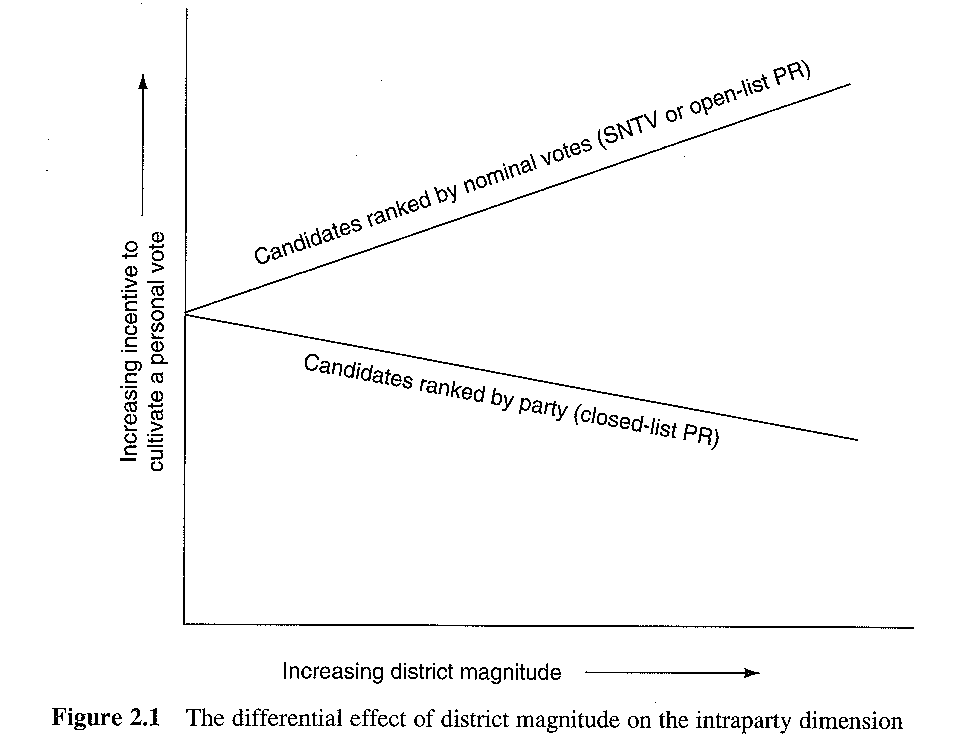 Increasing incentive to
cultivate a personal vote
Candidates ranked by nominal votes (SNTV or open-list PR)
Candidates ranked by party (closed-list PR)
Increasing district magnitude
Figure 2.1 The differential effect of district magnitude on the intraparty dimension